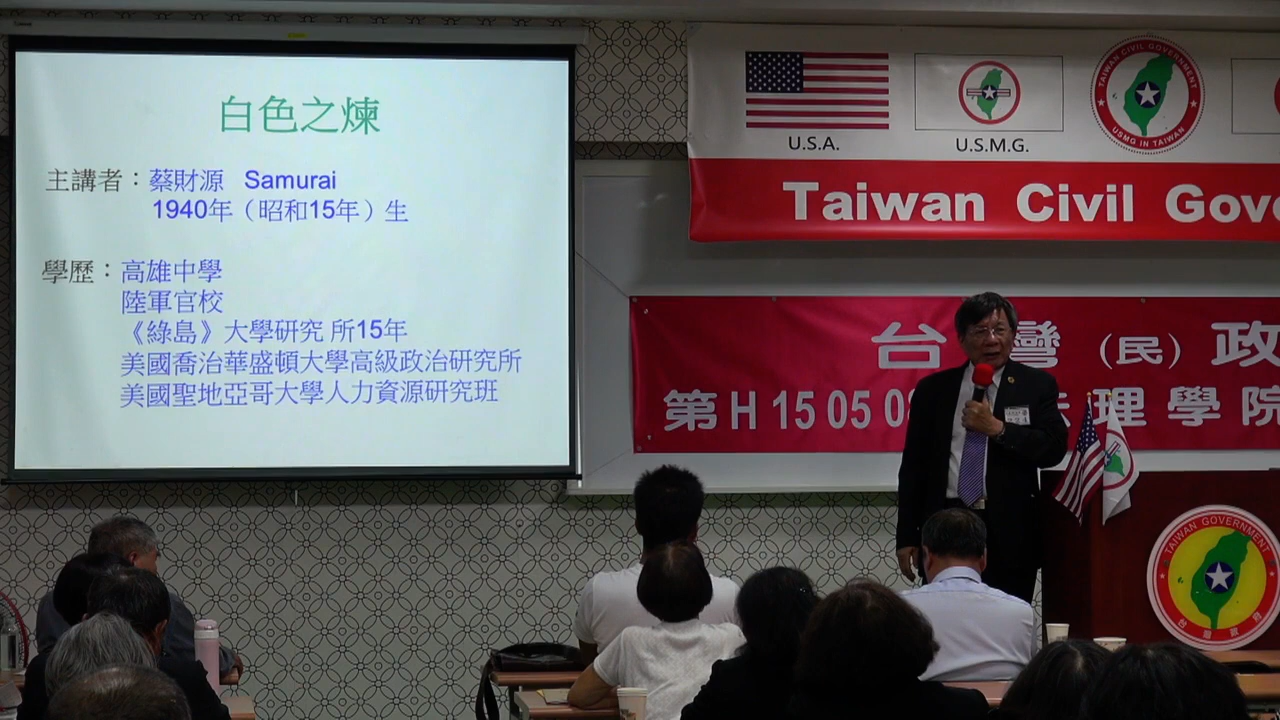 白色之煉
主講者：蔡財源 Samurai
1940年（昭和15年）生
學歷：高雄中學
陸軍官校
《綠島》大學研究 所15年
美國喬治華盛頓大學高級政治研究所
美國聖地亞哥大學人力資源研究班
U.S.A.
U.S.M.G.
TAIWAN CIVIL GOVERNMENT
USMG IN TAIWAN
Taiwan Civil Gove
台灣（民）政
第H 15 05 0
理學院
TAIWAN GOVERNMENT
台灣政府